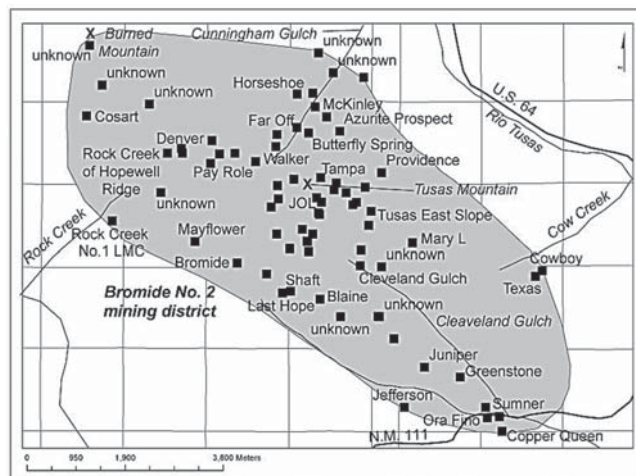 X Burned
Mountain
unknown
Cunningham Gulch
unknown
unknown
unknown
unknown
Horseshoe
McKinley
Azurite Prospect
Cosart
Far Off
Butterfly Spring
Denver
Rock Creek
of Hopewell
Ridge
Pay Role
Walker
Tampa
Providence
X
Tusas Mountain
unknown
JOL
Tusas East Slope
Rock Creek
Rock Creek
No.1 LMC
Mayflower
Mary L
unknown
Bromide
Cleveland Gulch
Cowboy
Texas
Cow Creek
U.S. 64
Rio Tusas
Shaft
Last Hope
Blaine
unknown
unknown
Bromide No. 2
mining district
Cleaveland Gulch
Juniper
Greenstone
Jefferson
Sumner
Ora Fino
N.M. 111
Copper Queen
0 950 1,900 3,800 Meters